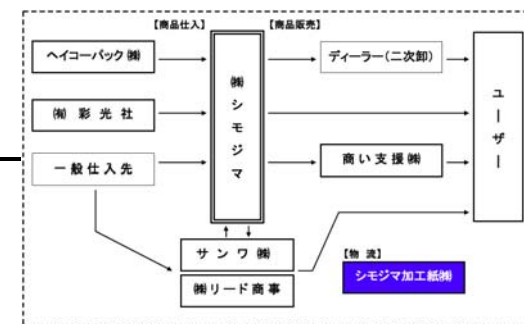 【商品仕入】 【商品販売】
ヘイコーパック㈱
㈲ 彩 光 社
一 般 仕 入 先
㈱シモジマ
ディーラー(二次卸)
商 い 支 援 ㈱
ユーザー
サ ン ワ ㈱
㈱リード商事
【物 流】
シモジマ加工紙㈱